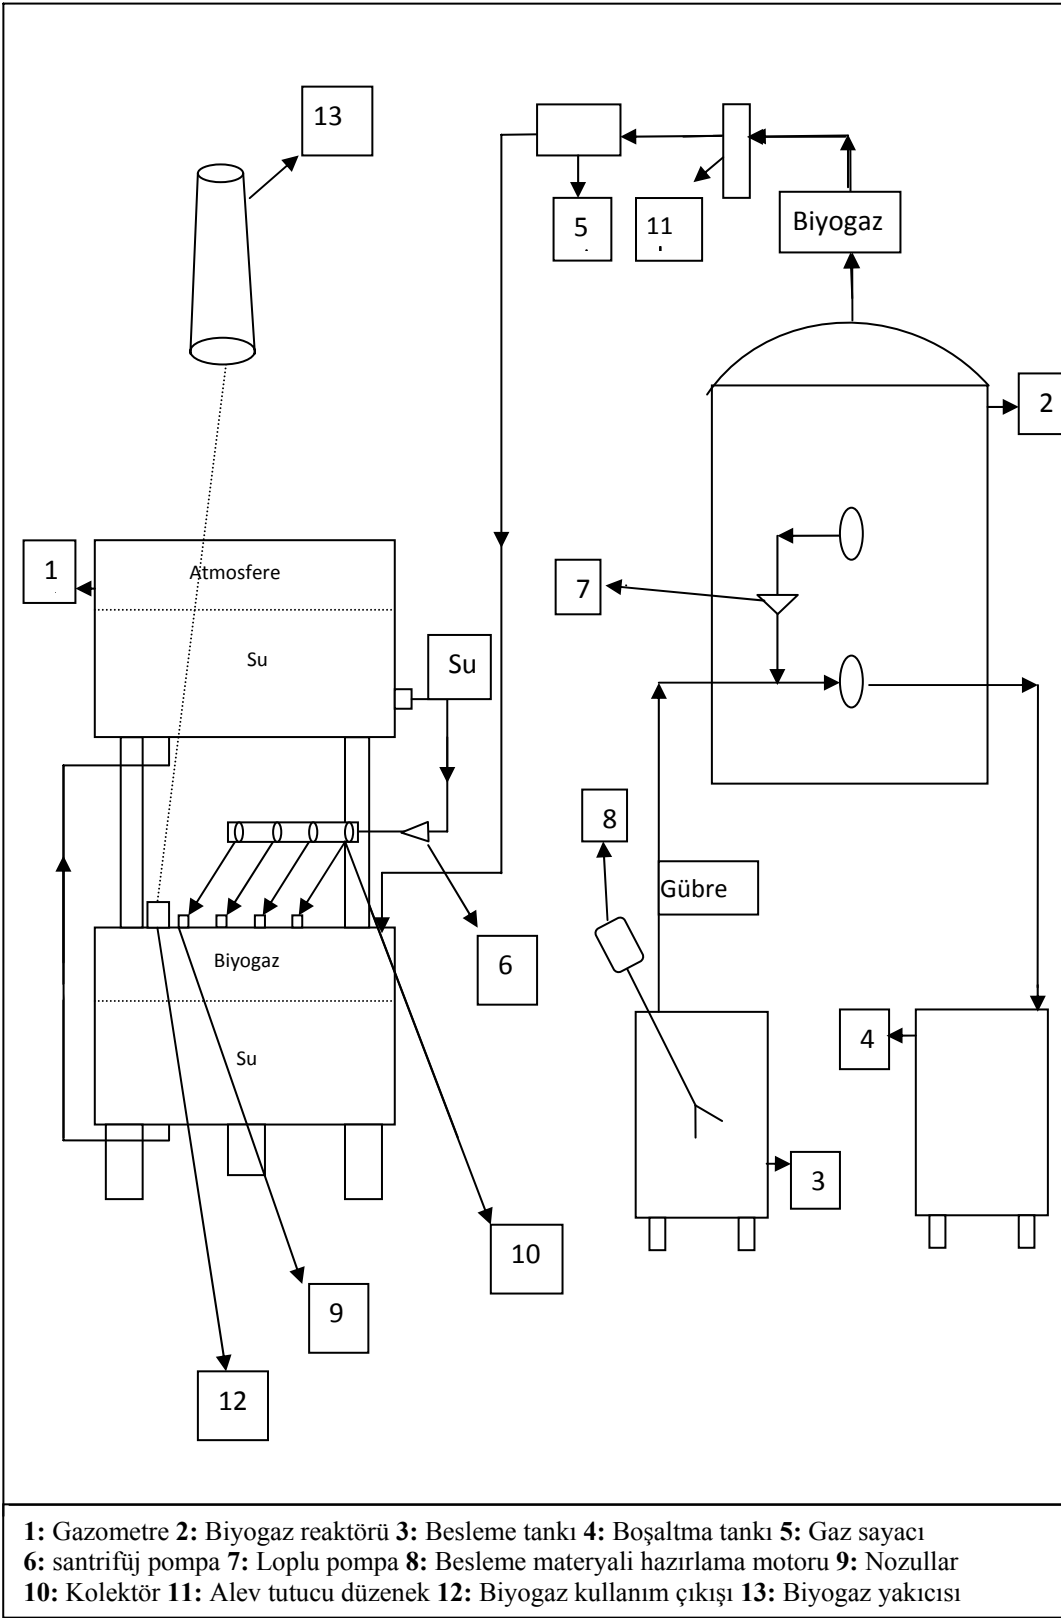 13
5
11
Biyogaz
2
1
Atmosfere
7
Su
Su
8
Gübre
Biyogaz
6
Su
4
3
10
9
12
1: Gazometre 2: Biyogaz reaktörü 3: Besleme tankı 4: Boşaltma tankı 5: Gaz sayacı
6: santrifüj pompa 7: Loplu pompa 8: Besleme materyali hazırlama motoru 9: Nozullar
10: Kolektör 11: Alev tutucu düzenek 12: Biyogaz kullanım çıkışı 13: Biyogaz yakıcısı